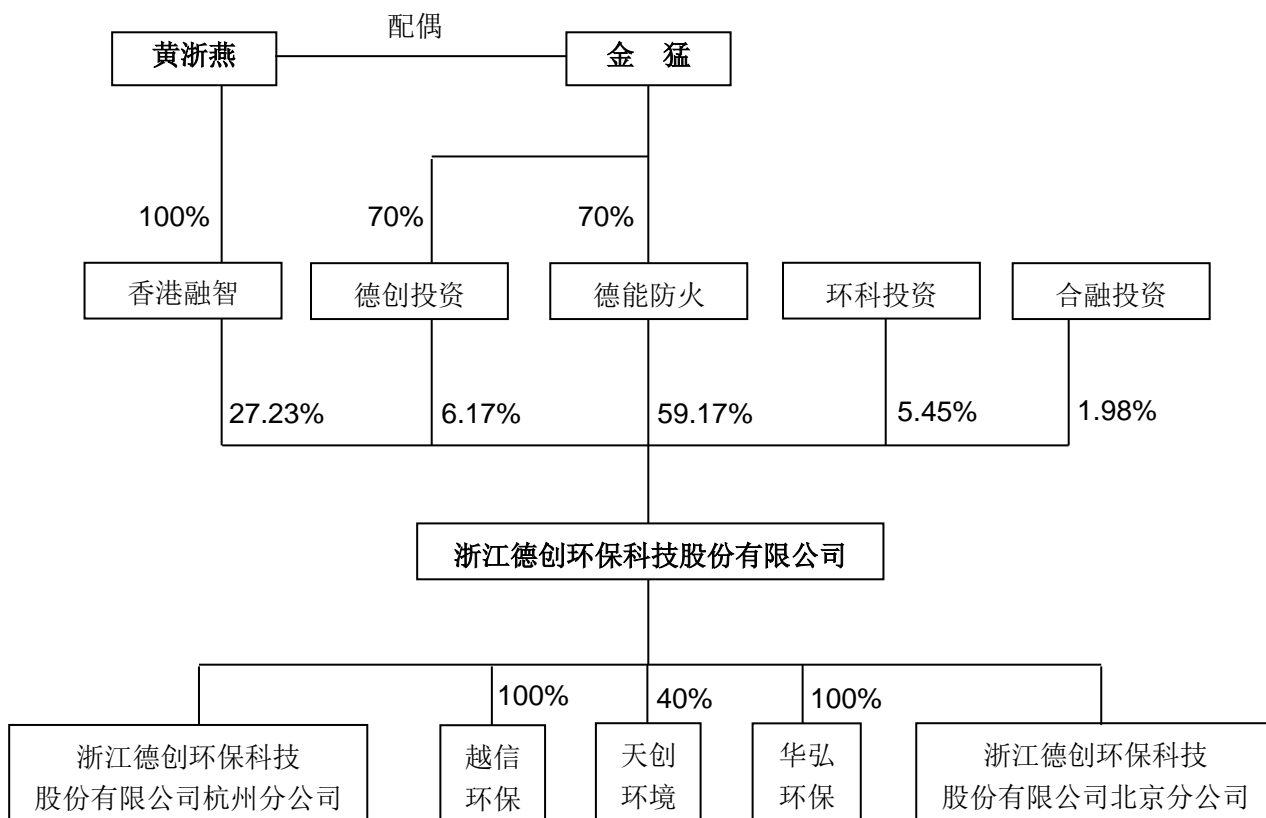 配偶
黄浙燕
金 猛
100%
70%
70%
香港融智
德创投资
德能防火
环科投资
合融投资
27.23%
6.17%
59.17%
5.45%
1.98%
浙江德创环保科技股份有限公司
100%
40%
100%
浙江德创环保科技
股份有限公司杭州分公司
越信
环保
天创
环境
华弘
环保
浙江德创环保科技
股份有限公司北京分公司